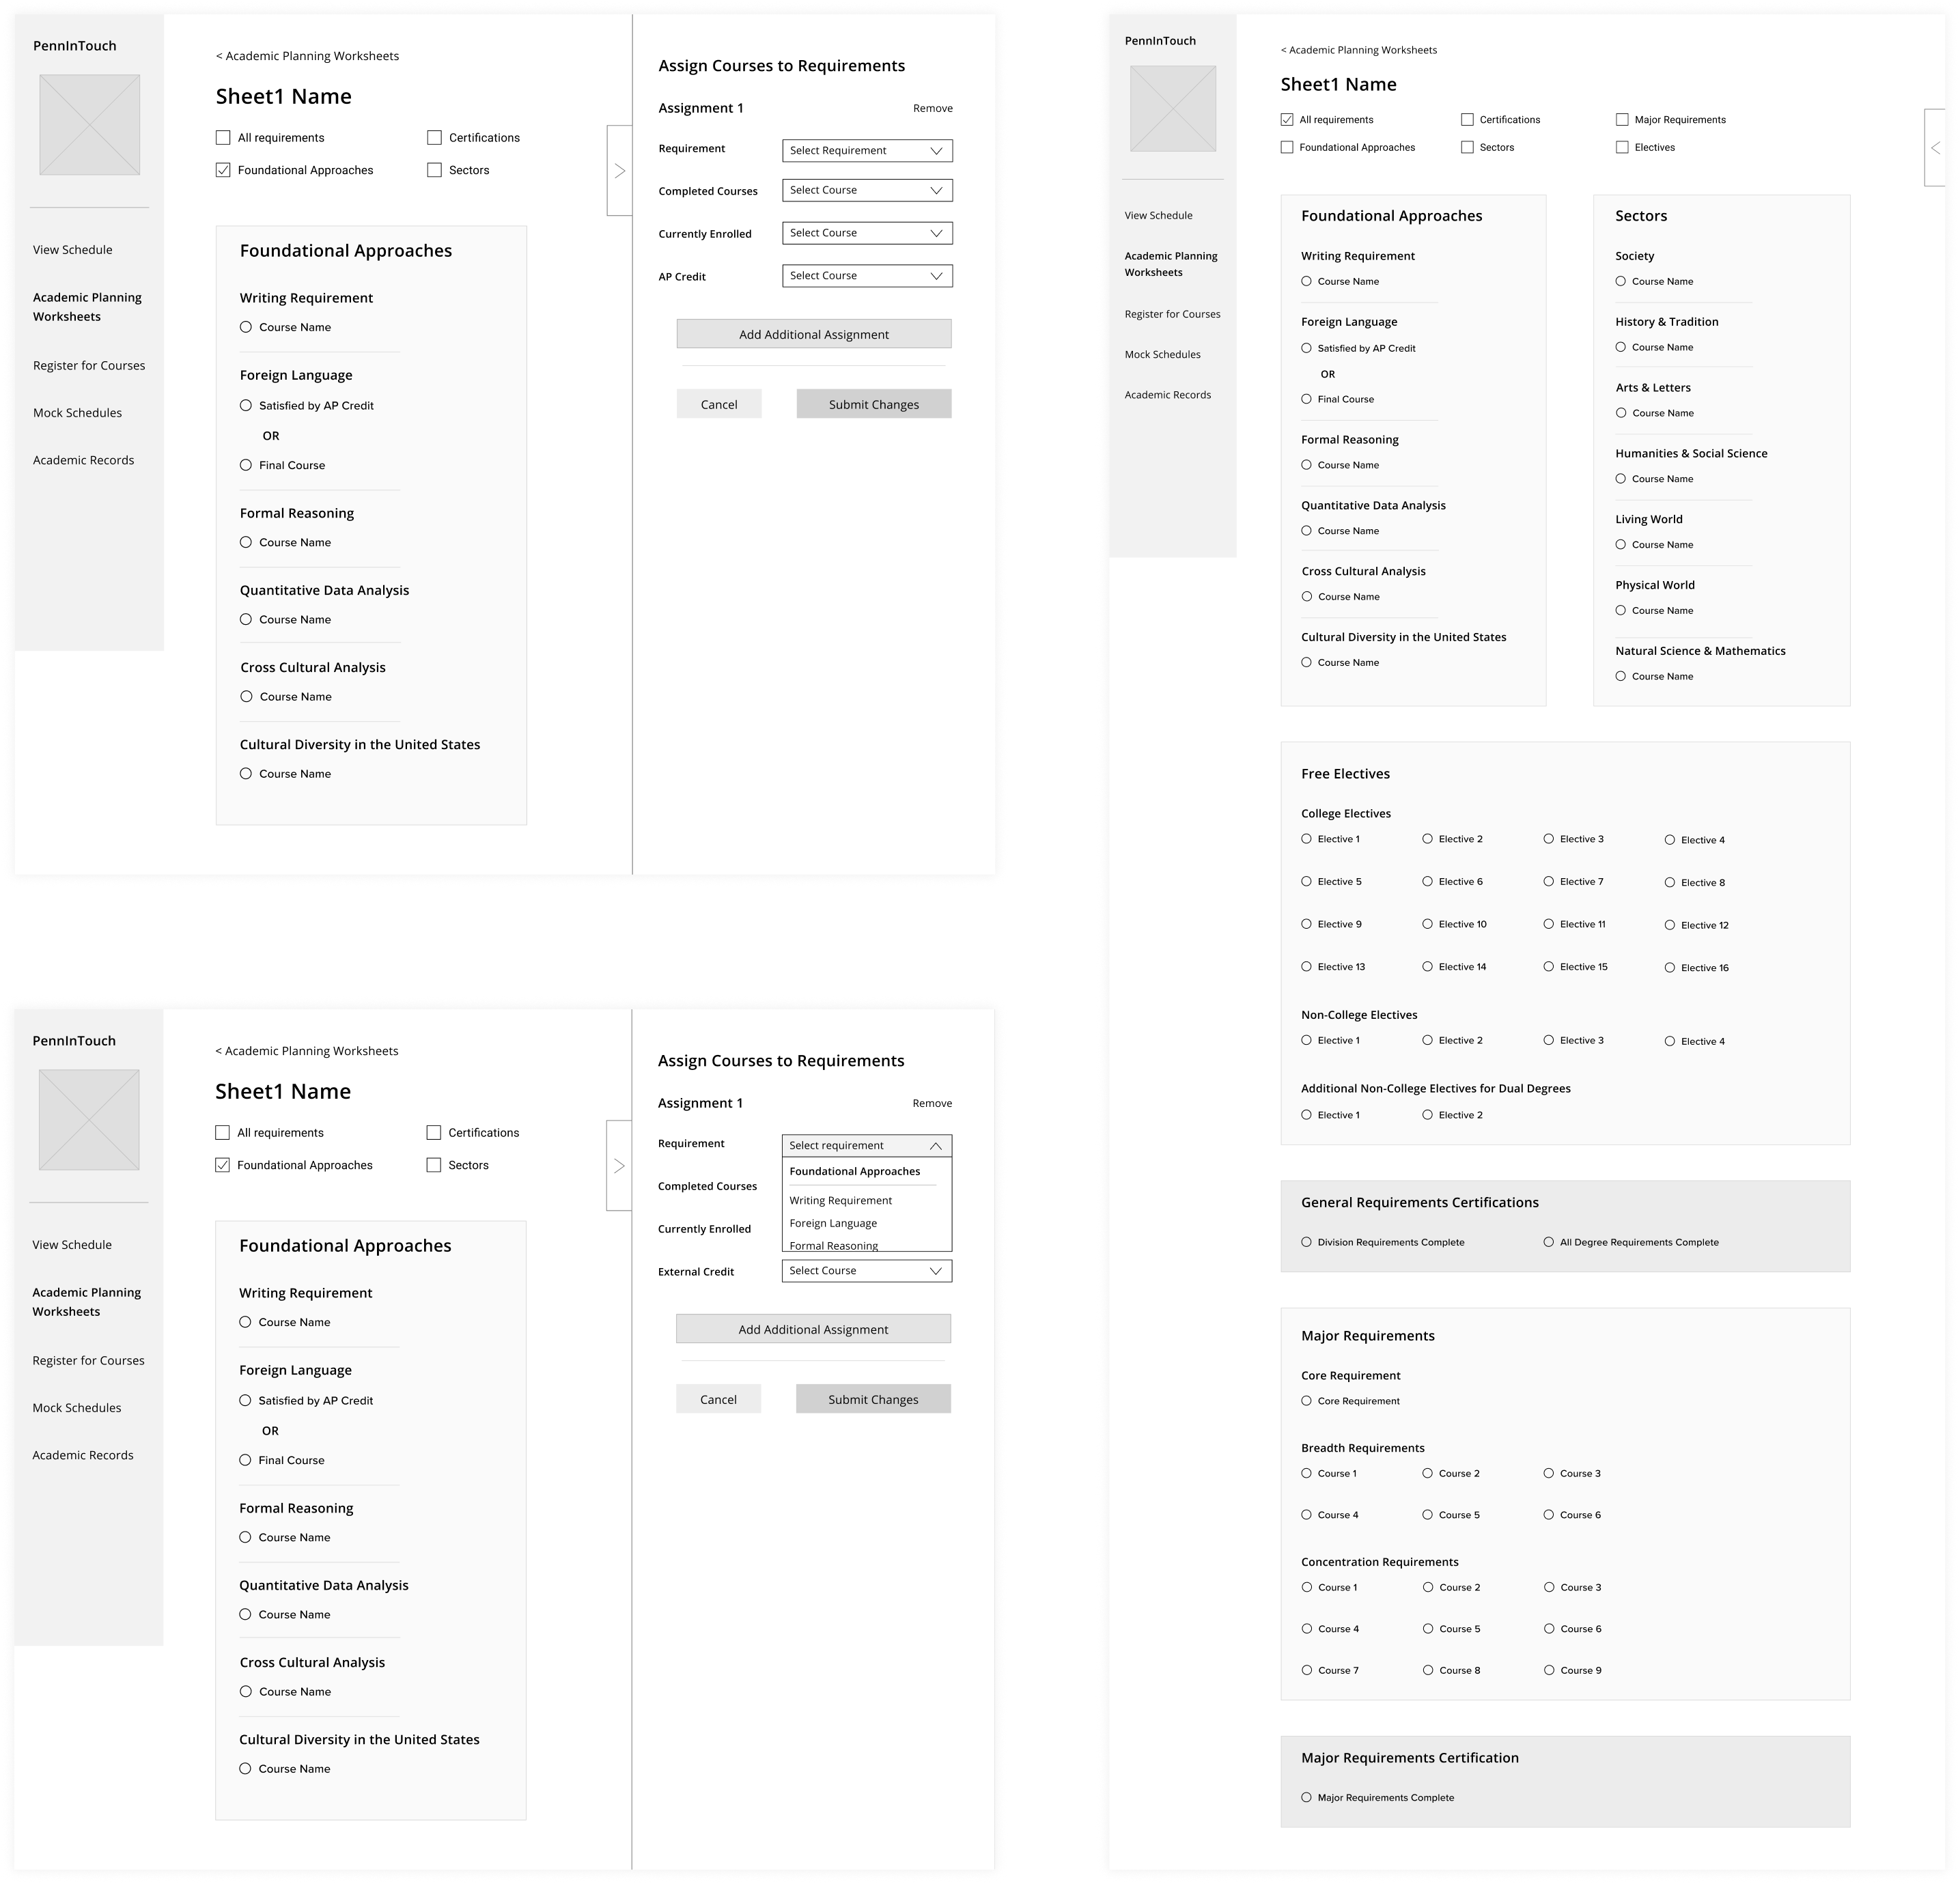 PennInTouch
View Schedule
Academic Planning
Worksheets
Register for Courses
Mock Schedules
Academic Records
< Academic Planning Worksheets
Sheet1 Name
All requirements
Certifications
Foundational Approaches
Sectors
Foundational Approaches
Writing Requirement
Course Name
Foreign Language
Satisfied by AP Credit
OR
Final Course
Formal Reasoning
Course Name
Quantitative Data Analysis
Course Name
Cross Cultural Analysis
Course Name
Cultural Diversity in the United States
Course Name
Assign Courses to Requirements
Assignment 1
Remove
Requirement
Select Requirement
Completed Courses
Select Course
Currently Enrolled
Select Course
AP Credit
Select Course
Add Additional Assignment
Cancel
Submit Changes
PennInTouch
View Schedule
Academic Planning
Worksheets
Register for Courses
Mock Schedules
Academic Records
< Academic Planning Worksheets
Sheet1 Name
All requirements
Certifications
Foundational Approaches
Sectors
Foundational Approaches
Writing Requirement
Course Name
Foreign Language
Satisfied by AP Credit
OR
Final Course
Formal Reasoning
Course Name
Quantitative Data Analysis
Course Name
Cross Cultural Analysis
Course Name
Cultural Diversity in the United States
Course Name
Assign Courses to Requirements
Assignment 1
Remove
Requirement
Select requirement
Foundational Approaches
Writing Requirement
Foreign Language
Formal Reasoning
Completed Courses
Currently Enrolled
External Credit
Select Course
Add Additional Assignment
Cancel
Submit Changes
PennInTouch
View Schedule
Academic Planning
Worksheets
Register for Courses
Mock Schedules
Academic Records
< Academic Planning Worksheets
Sheet1 Name
All requirements
Certifications
Major Requirements
Foundational Approaches
Sectors
Electives
Foundational Approaches
Writing Requirement
Course Name
Foreign Language
Satisfied by AP Credit
OR
Final Course
Formal Reasoning
Course Name
Quantitative Data Analysis
Course Name
Cross Cultural Analysis
Course Name
Cultural Diversity in the United States
Course Name
Sectors
Society
Course Name
History & Tradition
Course Name
Arts & Letters
Course Name
Humanities & Social Science
Course Name
Living World
Course Name
Physical World
Course Name
Natural Science & Mathematics
Course Name
Free Electives
College Electives
Elective 1
Elective 2
Elective 3
Elective 4
Elective 5
Elective 6
Elective 7
Elective 8
Elective 9
Elective 10
Elective 11
Elective 12
Elective 13
Elective 14
Elective 15
Elective 16
Non-College Electives
Elective 1
Elective 2
Elective 3
Elective 4
Additional Non-College Electives for Dual Degrees
Elective 1
Elective 2
General Requirements Certifications
Division Requirements Complete
All Degree Requirements Complete
Major Requirements
Core Requirement
Core Requirement
Breadth Requirements
Course 1
Course 2
Course 3
Course 4
Course 5
Course 6
Concentration Requirements
Course 1
Course 2
Course 3
Course 4
Course 5
Course 6
Course 7
Course 8
Course 9
Major Requirements Certification
Major Requirements Complete